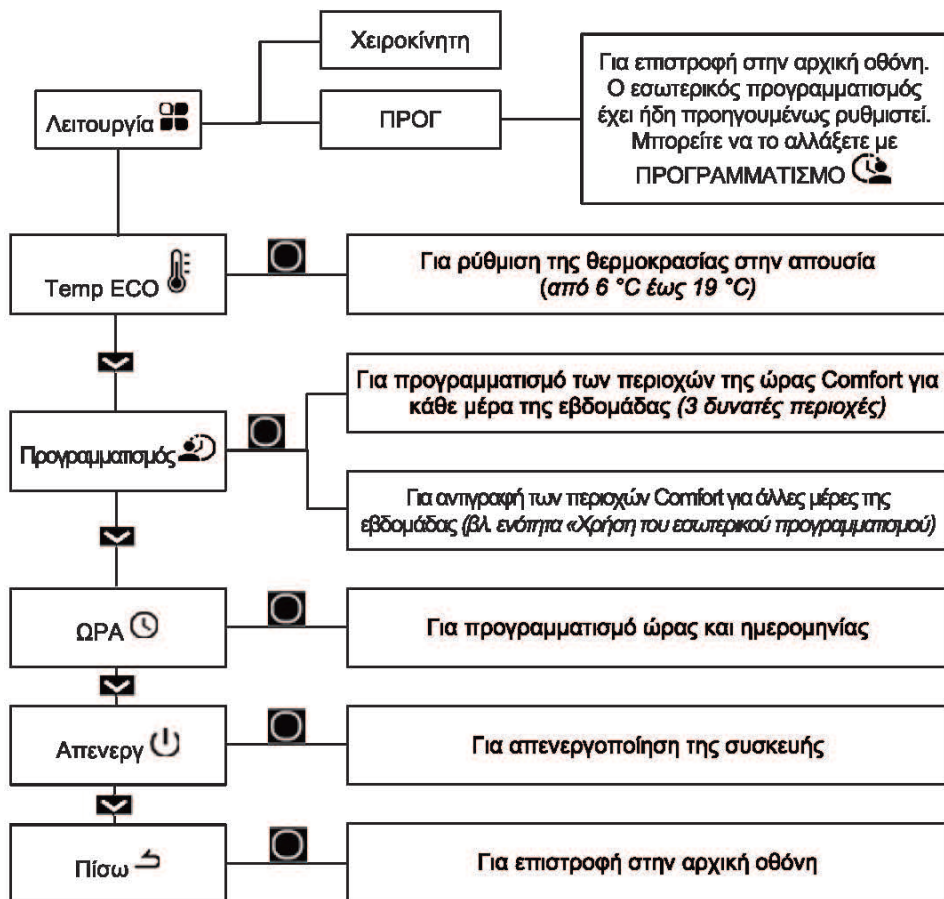 Χειροκίνητη
Λειτουργία
ΠΡΟΓ
Για επιστροφή στην αρχική οθόνη.
Ο εσωτερικός προγραμματισμός
έχει ήδη προηγουμένως ρυθμιστεί.
Μπορείτε να το αλλάξετε με
ΠΡΟΓΡΑΜΜΑΤΙΣΜΟ
Temp ECO
Για ρύθμιση της θερμοκρασίας στην απουσία
(από 6 °C έως 19 °C)
Προγραμματισμός
Για προγραμματισμό των περιοχών της ώρας Comfort για
κάθε μέρα της εβδομάδας (3 δυνατές περιοχές)
Για αντιγραφή των περιοχών Comfort για άλλες μέρες της
εβδομάδας (βλ. ενότητα «Χρήση του εσωτερικού προγραμματισμού)
ΩΡΑ
Για προγραμματισμό ώρας και ημερομηνίας
Απενεργ
Για απενεργοποίηση της συσκευής
Πίσω
Για επιστροφή στην αρχική οθόνη